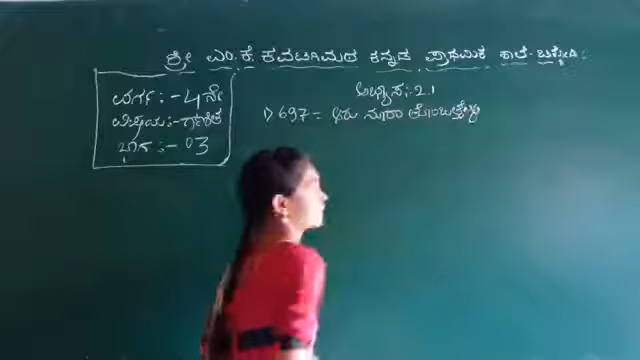 ಶ್ರೀ ಎಂ.ಕೆ ಕವಟಗಿಮಠ ಕನ್ನಡ ಪ್ರಾಥಮಿಕ ಶಾಲೆ-ಚಿಕ್ಕೋಡಿ:
ವರ್ಗ:-4ನೇ
ವಿಷಯ:-ಗಣಿತ
ಭಾಗ:-03
ಅಭ್ಯಾಸ:-2.1
1) 697= ಆರು ನೂರಾ ತೊಂಬತ್ತೇಳು